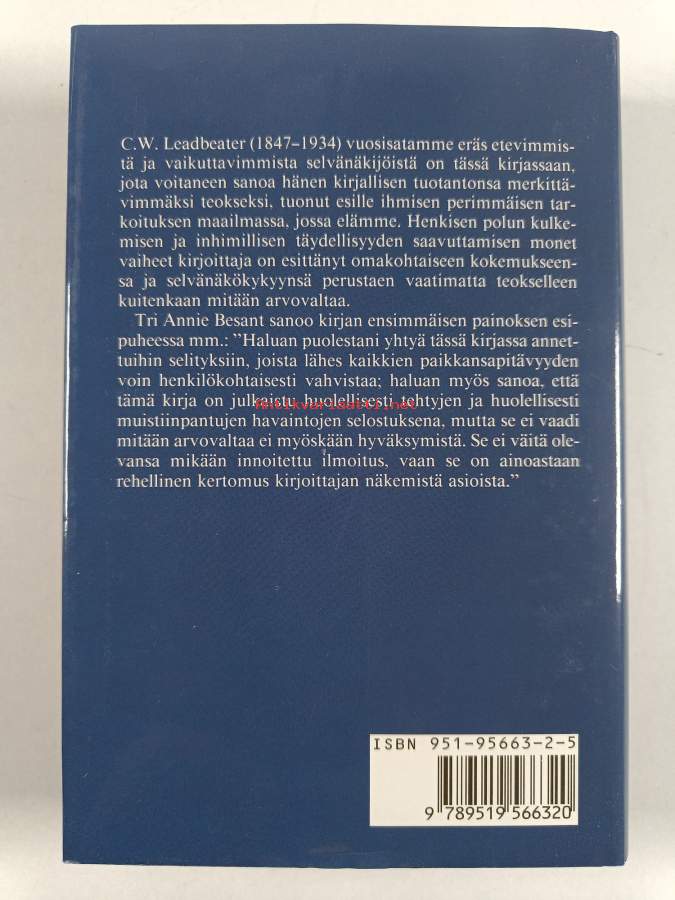 C.W. Leadbeater (1847–1934) vuosisatamme eräs etevimmis-
tä ja vaikuttavimmista selvänäkijöistä on tässä kirjassaan,
jota voitaneen sanoa hänen kirjallisen tuotantonsa merkittä-
vimmäksi teokseksi, tuonut esille ihmisen perimmäisen tar-
koituksen maailmassa, jossa elämme. Henkisen polun kulke-
misen ja inhimillisen täydellisyyden saavuttamisen monet
vaiheet kirjoittaja on esittänyt omakohtaiseen kokemukseen-
sa ja selvänäkökykyynsä perustaen vaatimatta teokselleen
kuitenkaan mitään arvovaltaa.
Tri Annie Besant sanoo kirjan ensimmäisen painoksen esi-
puheessa mm.: ”Haluan puolestani yhtyä tässä kirjassa annet-
tuihin selityksiin, joista lähes kaikkien paikkansapitävyyden
voin henkilökohtaisesti vahvistaa; haluan myös sanoa, että
tämä kirja on julkaistu huolellisesti tehtyjen ja huolellisesti
muistiinpantujen havaintojen selostuksena, mutta se ei vaadi
mitään arvovaltaa ei myöskään hyväksymistä. Se ei väitä ole-
vansa mikään innoitettu ilmoitus, vaan se on ainoastaan
rehellinen kertomus kirjoittajan näkemistä asioista.”
Antikvariaatti.net
ISBN 951-95663-2-5
9 789519 566320